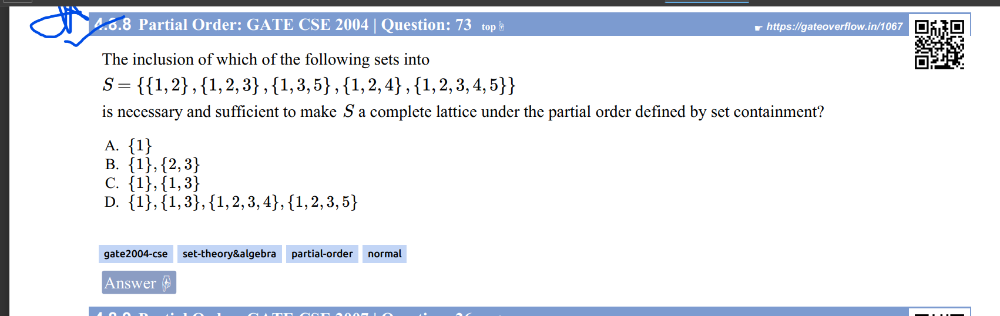 4.8.8 Partial Order: GATE CSE 2004 | Question: 73 top☟
☛ https://gateoverflow.in/1067
The inclusion of which of the following sets into
S = {{1, 2} , {1, 2, 3} , {1, 3, 5} , {1, 2, 4} , {1, 2, 3, 4, 5}}
is necessary and sufficient to make S a complete lattice under the partial order defined by set containment?
A. {1}
B. {1}, {2, 3}
C. {1}, {1, 3}
D. {1}, {1, 3}, {1, 2, 3, 4}, {1, 2, 3, 5}
gate2004-cse set-theory&algebra partial-order normal
Answer ☟